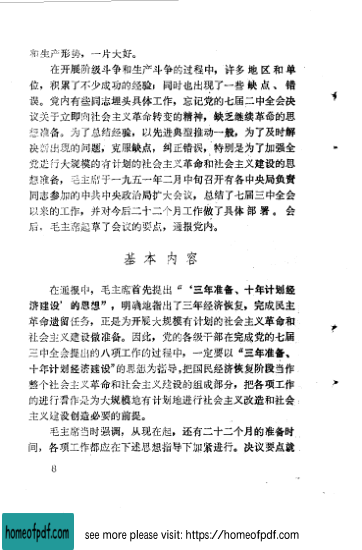 和生产形势，一片大好。
在开展阶级斗争和生产斗争的过程中，许多地区和单
位，积累了不少成功的经验，同时也出现了一些缺点、错
误。党内有些同志埋头具体工作，忘记党的七届二中全会决
议关于立即向社会主义革命转变的精神，缺乏继续革命的思
想准备。为了总结经验，以先进典型推动一般，为了及时解
决新出现的问题，克服缺点，纠正错误，特别是为了加强全
党进行大规模的有计划的社会主义革命和社会主义建设的思
想准备，毛主席于一九五一年二月中旬召开有各中央局负责
同志参加的中共中央政治局扩大会议，总结了七届三中全会
以来的工作，并对今后二十二个月工作做了具体部署。会
后，毛主席起草了会议的要点，通报党内。
基本内容
在通报中，毛主席首先提出“‘三年准备、十年计划经
济建设’的思想”，明确地指出了三年经济恢复，完成民主
革命遗留任务，正是为开展大规模有计划的社会主义革命和
社会主义建设做准备。因此，党的各级干部在完成党的七届
三中全会提出的八项工作的过程中，一定要以“三年准备、
十年计划经济建设”的思想为指导，把国民经济恢复阶段当作
整个社会主义革命和社会主义建设的组成部分，把各项工作
的进行看作是为大规模地有计划地进行社会主义改造和社会
主义建设创造必要的前提。
毛主席当时强调，从现在起，还有二十二个月的准备时
间，各项工作都应在下述思想指导下加紧进行。决议要点就
8
homeofpdf.com
see more please visit: https://homeofpdf.com